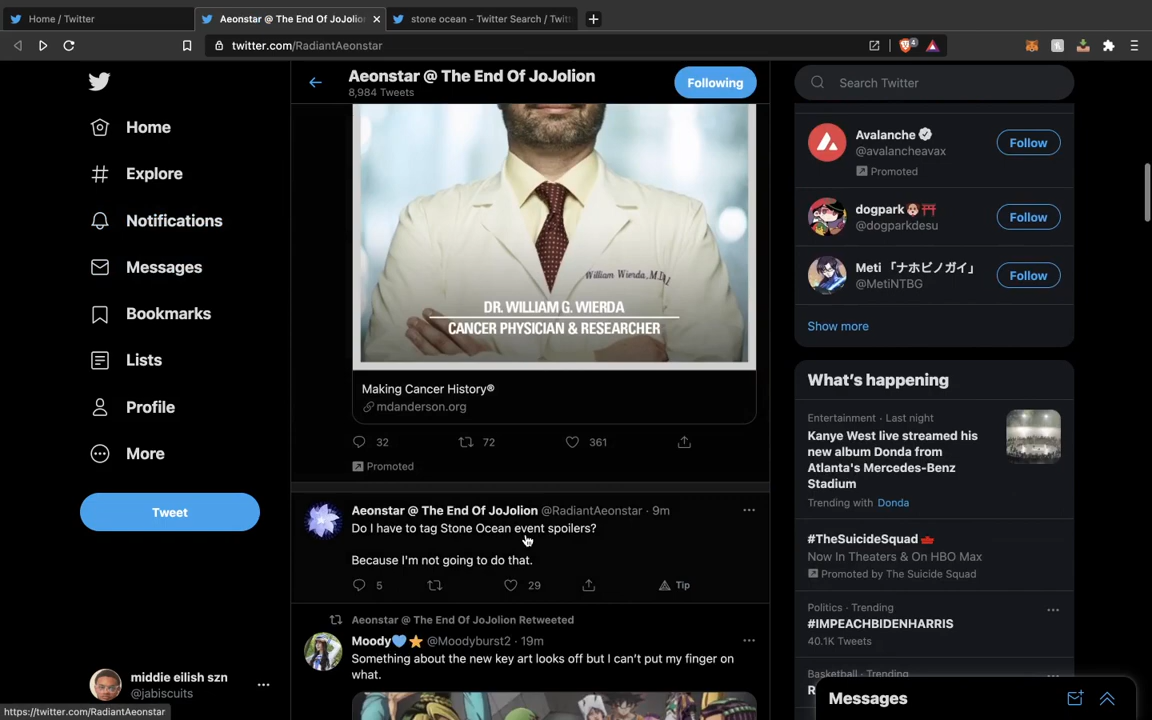 Home / Twitter
Aeonstar @ The End Of JoJolio
stone ocean - Twitter Search / Twit
twitter.com/RadiantAeonstar
4
Home
Explore
Notifications
Messages
Bookmarks
Lists
Profile
More
Tweet
middie eilish szn
@jabiscuits
https://twitter.com/RadiantAeonstar
Aeonstar @ The End Of JoJolion
8,984 Tweets
Following
William Wierda, M.D.
DR. WILLIAM G. WIERDA
CANCER PHYSICIAN & RESEARCHER
Making Cancer History®
mdanderson.org
32 72 361
Promoted
Aeonstar @ The End Of JoJolion @RadiantAeonstar · 9m
Do I have to tag Stone Ocean event spoilers?
Because I'm not going to do that.
5 29 Tip
Aeonstar @ The End Of JoJolion Retweeted
Moody @Moodyburst2 · 19m
Something about the new key art looks off but I can't put my finger on
what.
Search Twitter
Avalanche
@avalancheavax
Promoted
Follow
dogpark
@dogparkdesu
Follow
Meti 「ナホビノガイ」
@MetiNTBG
Follow
Show more
What's happening
Entertainment · Last night
Kanye West live streamed his
new album Donda from
Atlanta's Mercedes-Benz
Stadium
Trending with Donda
#TheSuicideSquad
Now In Theaters & On HBO Max
Promoted by The Suicide Squad
Politics · Trending
#IMPEACHBIDENHARRIS
40.1K Tweets
Basketball · Trending
R
Messages